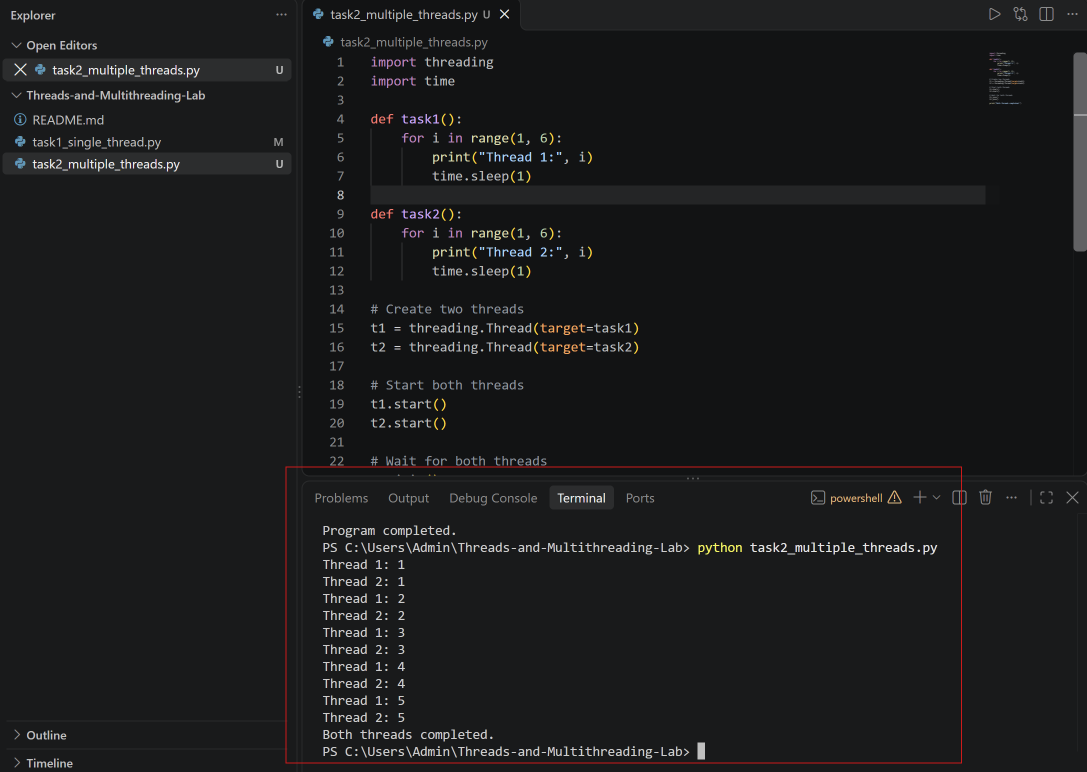 Explorer ···
Open Editors
task2_multiple_threads.py U
Threads-and-Multithreading-Lab
README.md
task1_single_thread.py M
task2_multiple_threads.py U
Outline
Timeline
task2_multiple_threads.py U
task2_multiple_threads.py
1 import threading
2 import time
3
4 def task1():
5     for i in range(1, 6):
6         print("Thread 1:", i)
7         time.sleep(1)
8
9 def task2():
10     for i in range(1, 6):
11         print("Thread 2:", i)
12         time.sleep(1)
13
14 # Create two threads
15 t1 = threading.Thread(target=task1)
16 t2 = threading.Thread(target=task2)
17
18 # Start both threads
19 t1.start()
20 t2.start()
21
22 # Wait for both threads
Problems Output Debug Console Terminal Ports powershell
Program completed.
PS C:\Users\Admin\Threads-and-Multithreading-Lab> python task2_multiple_threads.py
Thread 1: 1
Thread 2: 1
Thread 1: 2
Thread 2: 2
Thread 1: 3
Thread 2: 3
Thread 1: 4
Thread 2: 4
Thread 1: 5
Thread 2: 5
Both threads completed.
PS C:\Users\Admin\Threads-and-Multithreading-Lab>